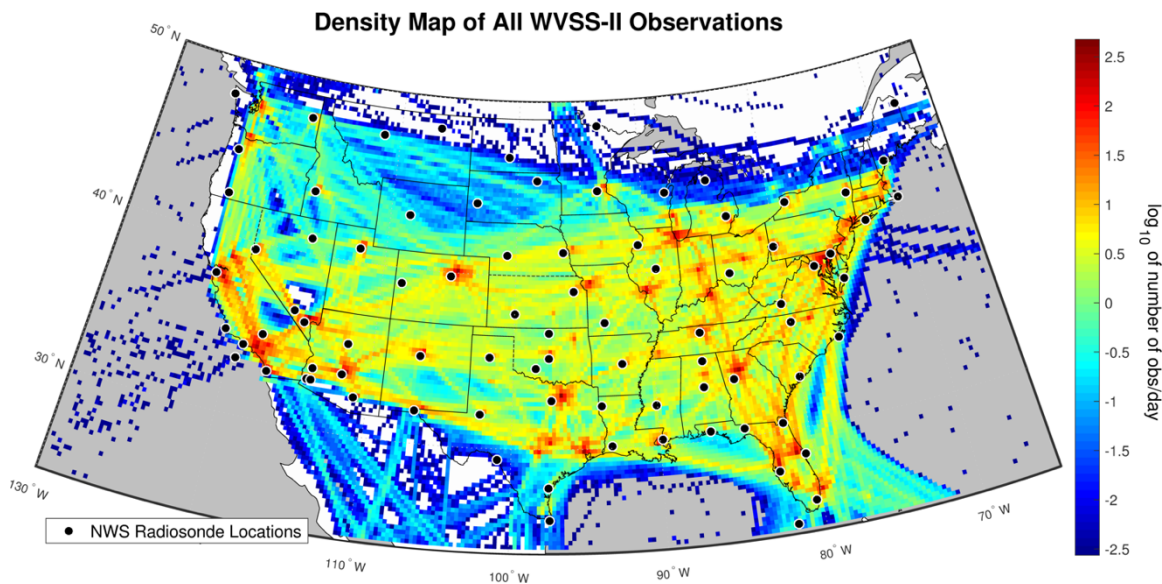 Density Map of All WVSS-II Observations
50°N
40°N
30°N
130°W
110°W
100°W
90°W
80°W
70°W
NWS Radiosonde Locations
2.5
2
1.5
1
0.5
0
-0.5
-1
-1.5
-2
-2.5
log10 of number of obs/day